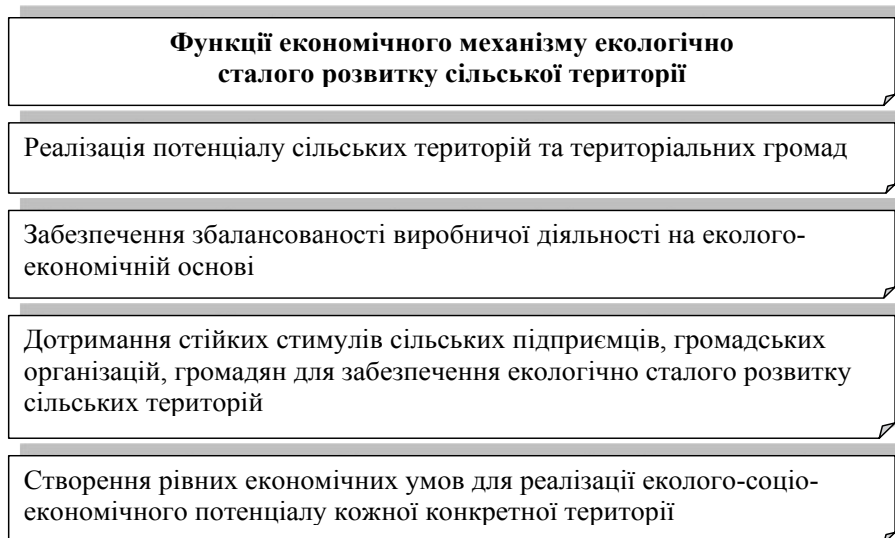 Функції економічного механізму екологічно
сталого розвитку сільської території
Реалізація потенціалу сільських територій та територіальних громад
Забезпечення збалансованості виробничої діяльності на еколого-
економічній основі
Дотримання стійких стимулів сільських підприємців, громадських
організацій, громадян для забезпечення екологічно сталого розвитку
сільських територій
Створення рівних економічних умов для реалізації еколого-соціо-
економічного потенціалу кожної конкретної території